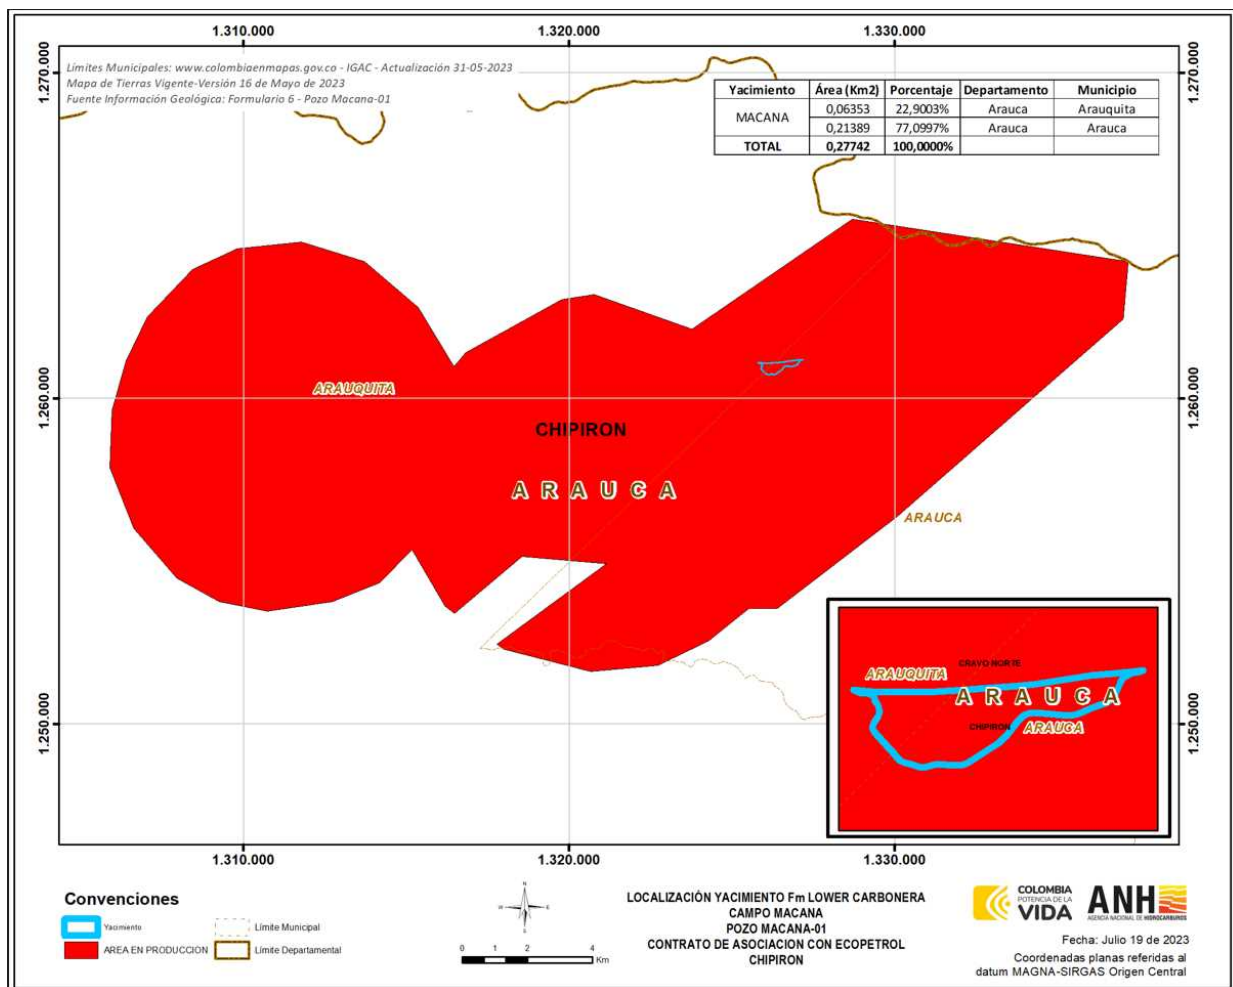 1.310.000 1.320.000 1.330.000
1.270.000
Límites Municipales: www.colombiaenmapas.gov.co - IGAC - Actualización 31-05-2023
Mapa de Tierras Vigente-Versión 16 de Mayo de 2023
Fuente Información Geológica: Formulario 6 - Pozo Macana-01
1.270.000
Yacimiento Área (Km2) Porcentaje Departamento Municipio
MACANA 0,06353 22,9003% Arauca Arauquita
0,21389 77,0997% Arauca Arauca
TOTAL 0,27742 100,0000%
ARAUQUITA
1.260.000 1.260.000
CHIPIRON
ARAUCA
ARAUCA
CRAVO NORTE
ARAUQUITA
ARAUCA
CHIPIRON ARAUCA
1.250.000 1.250.000
1.310.000 1.320.000 1.330.000
Convenciones
Yacimiento Límite Municipal
AREA EN PRODUCCION Límite Departamental
N
W E
S
0 1 2 4
Km
LOCALIZACIÓN YACIMIENTO Fm LOWER CARBONERA
CAMPO MACANA
POZO MACANA-01
CONTRATO DE ASOCIACION CON ECOPETROL
CHIPIRON
COLOMBIA
POTENCIA DE LA
VIDA
ANH
AGENCIA NACIONAL DE HIDROCARBUROS
Fecha: Julio 19 de 2023
Coordenadas planas referidas al
datum MAGNA-SIRGAS Origen Central